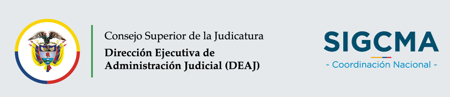 Consejo Superior de la Judicatura
Dirección Ejecutiva de
Administración Judicial (DEAJ)
SIGCMA
- Coordinación Nacional -